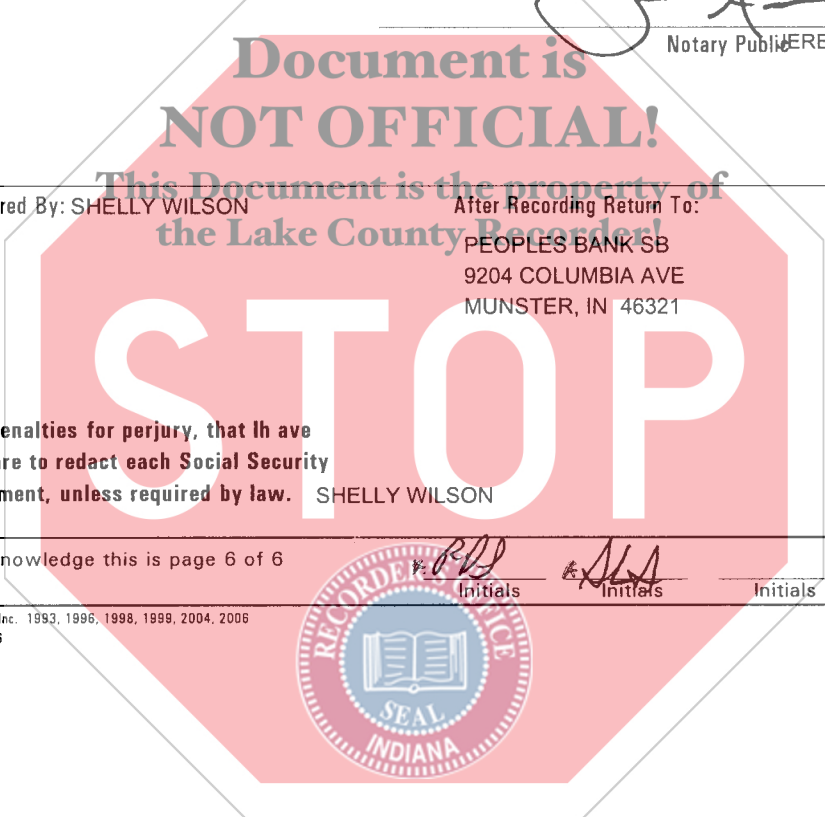 Notary Public
Document is
NOT OFFICIAL!
This Document is the property of
the Lake County Recorder!
red By: SHELLY WILSON
After Recording Return To:
PEOPLES BANK SB
9204 COLUMBIA AVE
MUNSTER, IN 46321
STOP
enalties for perjury, that Ih ave
re to redact each Social Security
ment, unless required by law. SHELLY WILSON
nowledge this is page 6 of 6
Initials
Initials
Initials
Inc. 1993, 1996, 1998, 1999, 2004, 2006
RECORDER'S OFFICE
SEAL
INDIANA